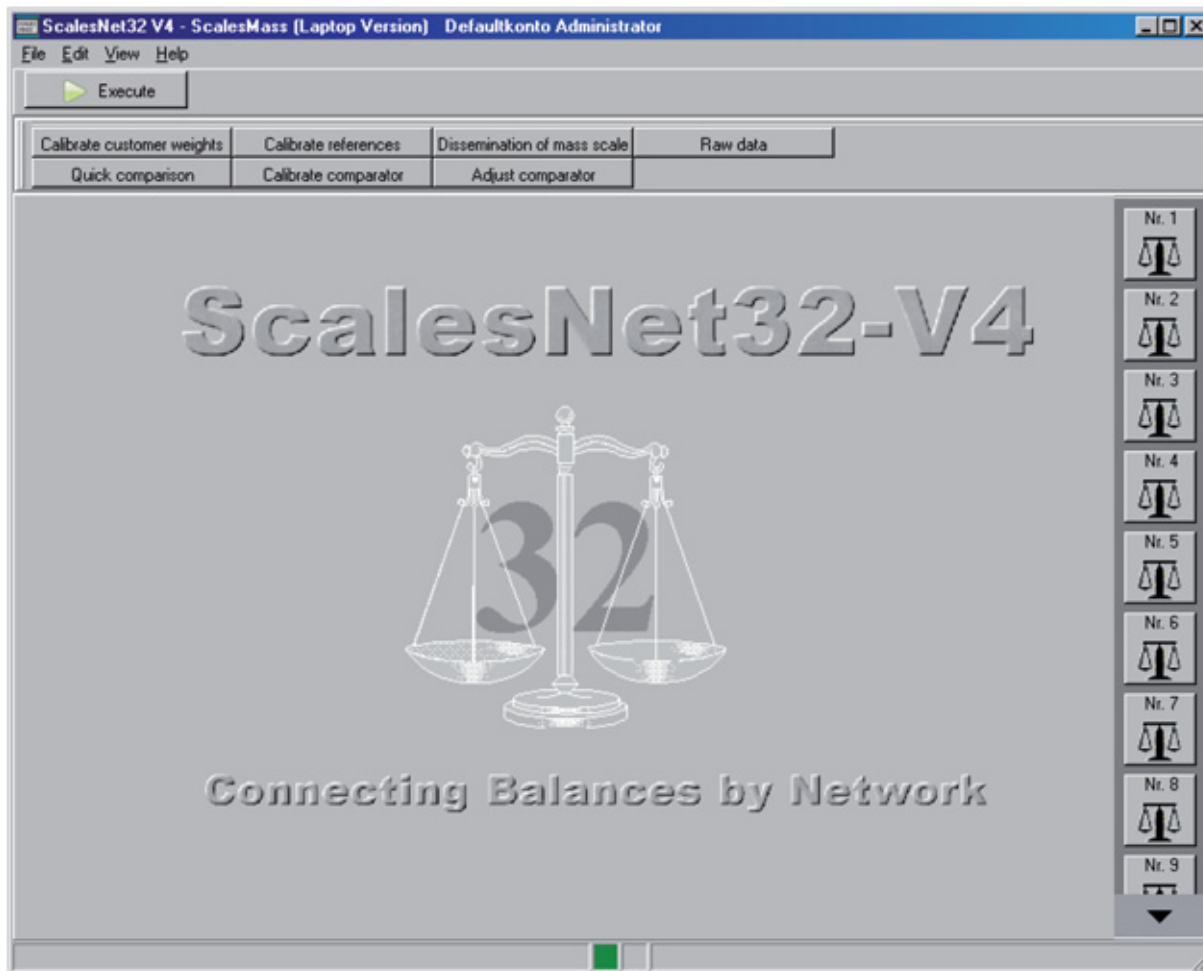 ScalesNet32 V4 - ScalesMass (Laptop Version) Defaultkonto Administrator
File Edit View Help
Execute
Calibrate customer weights Calibrate references Dissemination of mass scale Raw data
Quick comparison Calibrate comparator Adjust comparator
Nr. 1
Nr. 2
Nr. 3
Nr. 4
Nr. 5
Nr. 6
Nr. 7
Nr. 8
Nr. 9
ScalesNet32-V4
32
Connecting Balances by Network